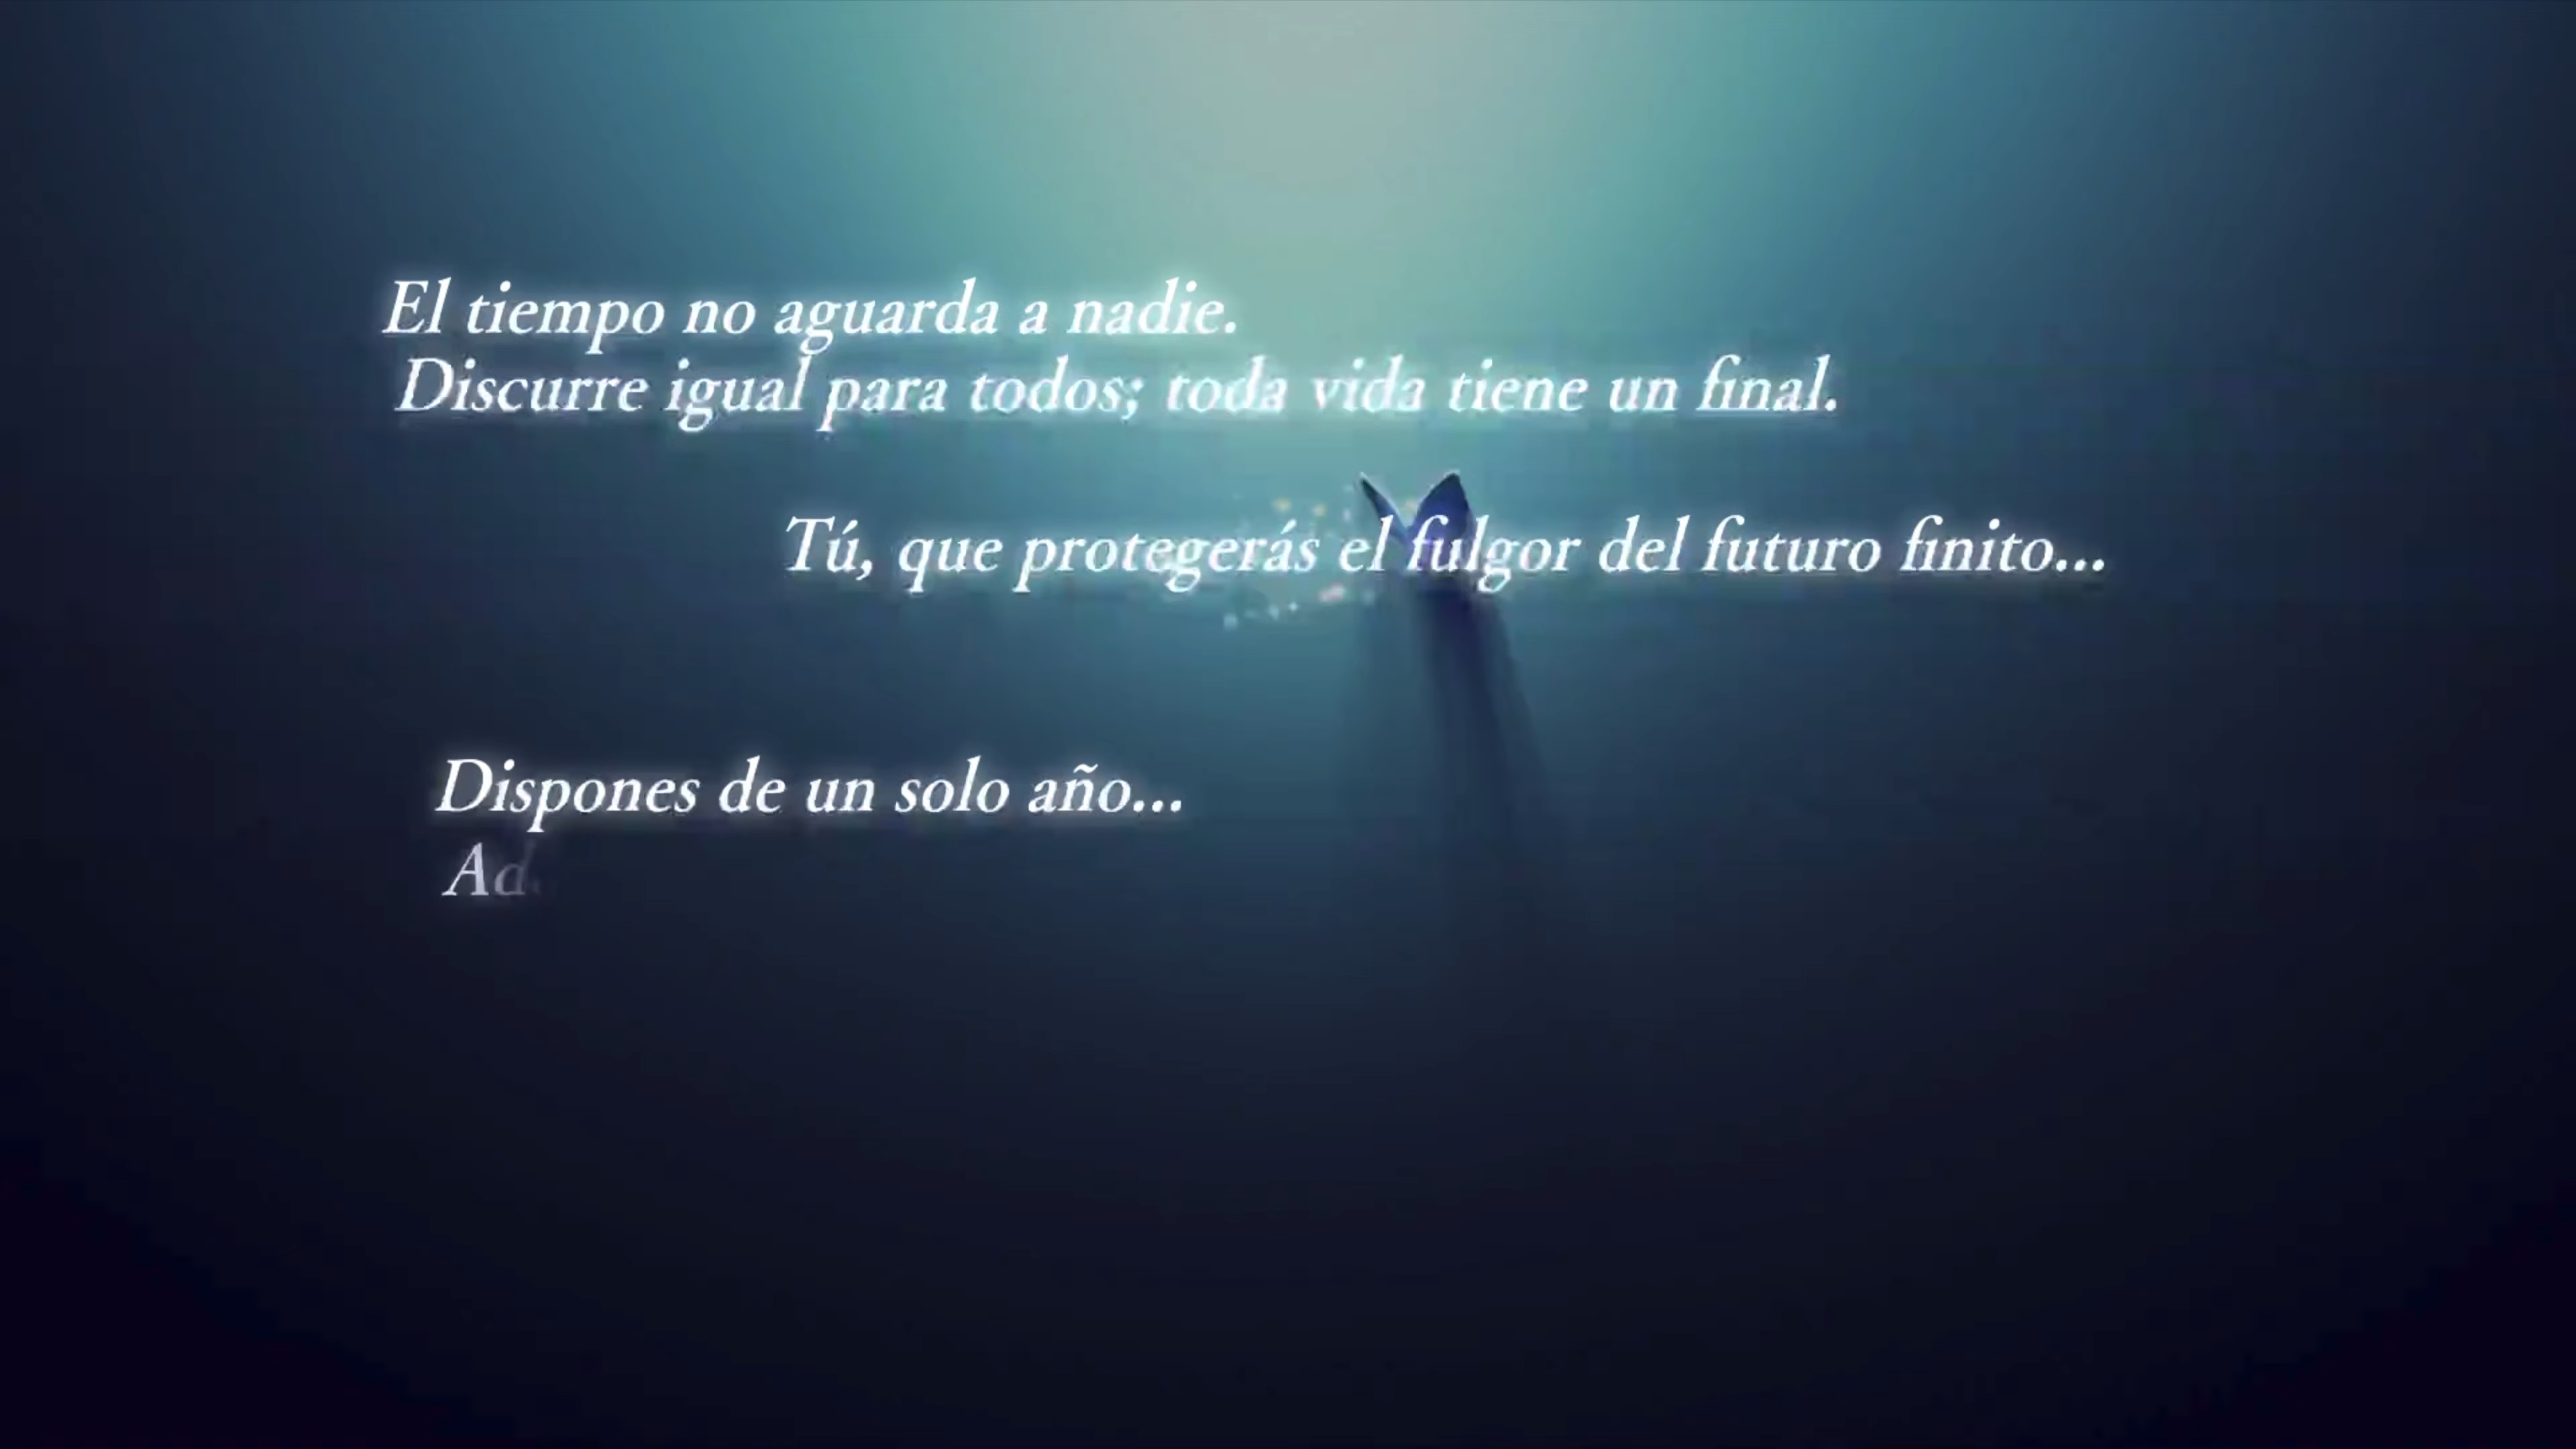 El tiempo no aguarda a nadie.
Discurre igual para todos; toda vida tiene un final.
Tú, que protegerás el fulgor del futuro finito...
Dispones de un solo año...
Ad